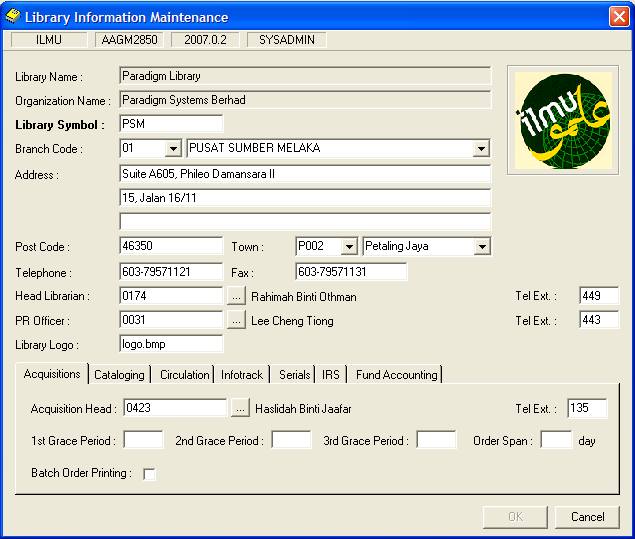 Library Information Maintenance
ILMU AAGM2850 2007.0.2 SYSADMIN
Library Name : Paradigm Library
Organization Name : Paradigm Systems Berhad
ilmu
علمو
Library Symbol : PSM
Branch Code : 01 PUSAT SUMBER MELAKA
Address : Suite A605, Phileo Damansara II
15, Jalan 16/11
Post Code : 46350 Town : P002 Petaling Jaya
Telephone : 603-79571121 Fax : 603-79571131
Head Librarian : 0174 ... Rahimah Binti Othman Tel Ext. : 449
PR Officer : 0031 ... Lee Cheng Tiong Tel Ext. : 443
Library Logo : logo.bmp
Acquisitions Cataloging Circulation Infotrack Serials IRS Fund Accounting
Acquisition Head : 0423 ... Haslidah Binti Jaafar Tel Ext. : 135
1st Grace Period : 2nd Grace Period : 3rd Grace Period : Order Span : day
Batch Order Printing :
OK Cancel